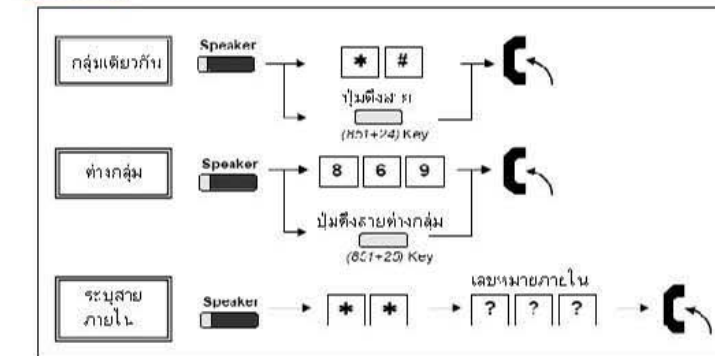 กลุ่มเดียวกัน
Speaker
* #
ปุ่มดึงสาย
(851+24) Key
ต่างกลุ่ม
Speaker
8 6 9
ปุ่มดึงสายต่างกลุ่ม
(851+25) Key
ระบุสาย
ภายใน
Speaker
* *
เลขหมายภายใน
? ? ?